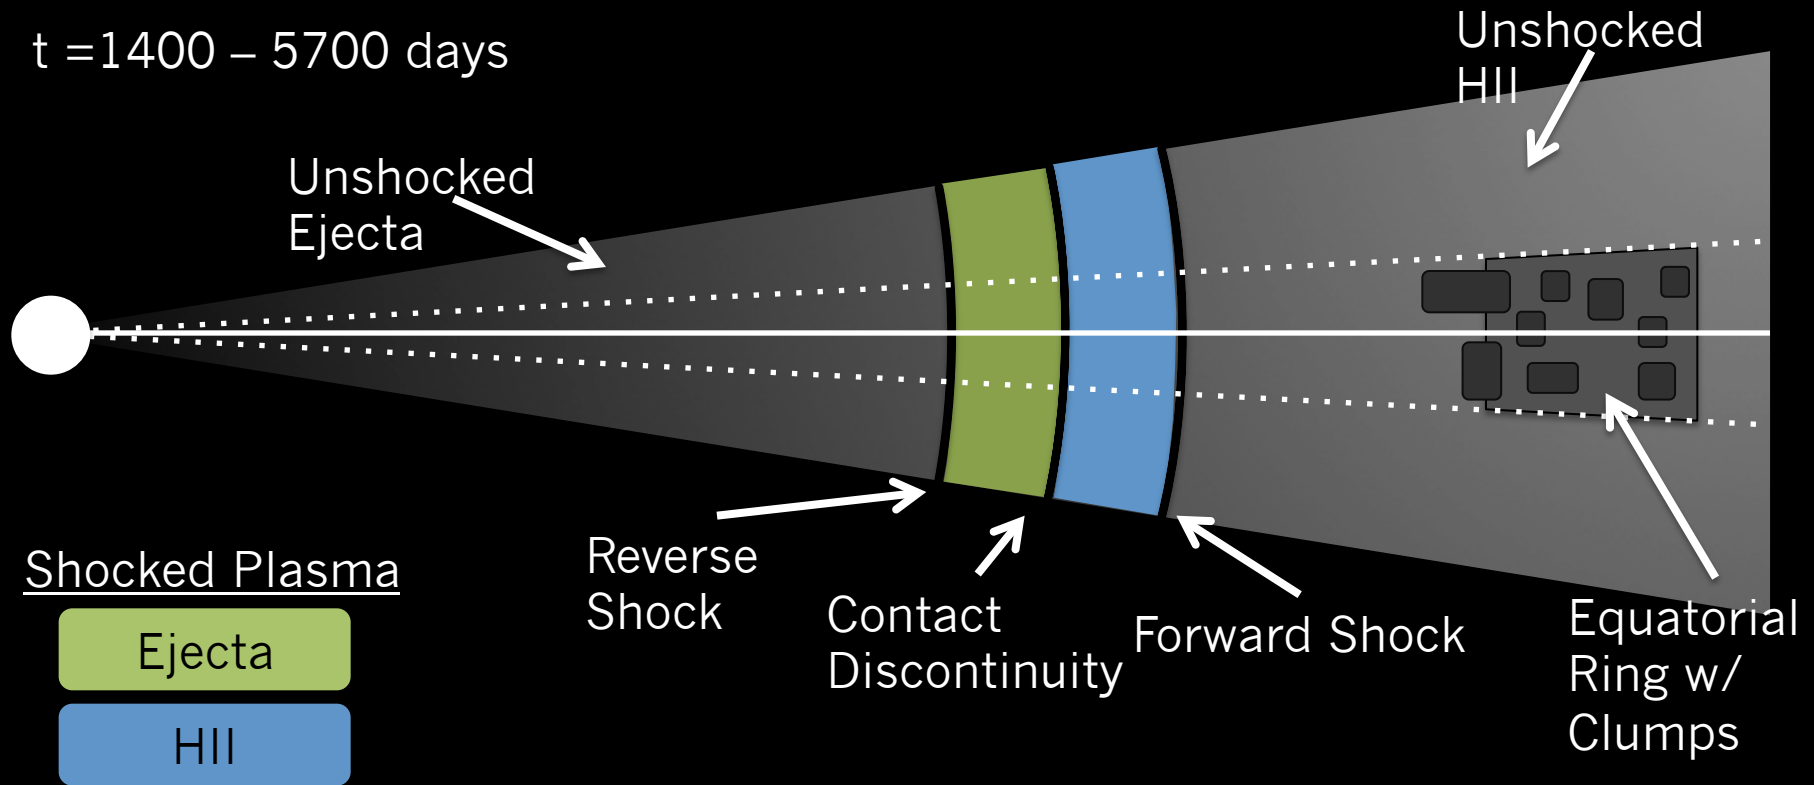 t =1400 – 5700 days
Unshocked
HII
Unshocked
Ejecta
Reverse
Shock
Contact
Discontinuity
Forward Shock
Equatorial
Ring w/
Clumps
Shocked Plasma
Ejecta
HII